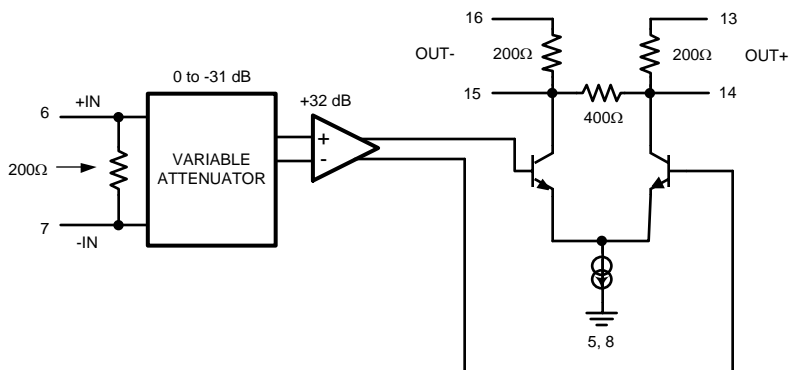 16
13
OUT-
200Ω
200Ω
OUT+
0 to -31 dB
15
14
+32 dB
400Ω
6
+IN
+
-
200Ω
VARIABLE
ATTENUATOR
7
-IN
5, 8